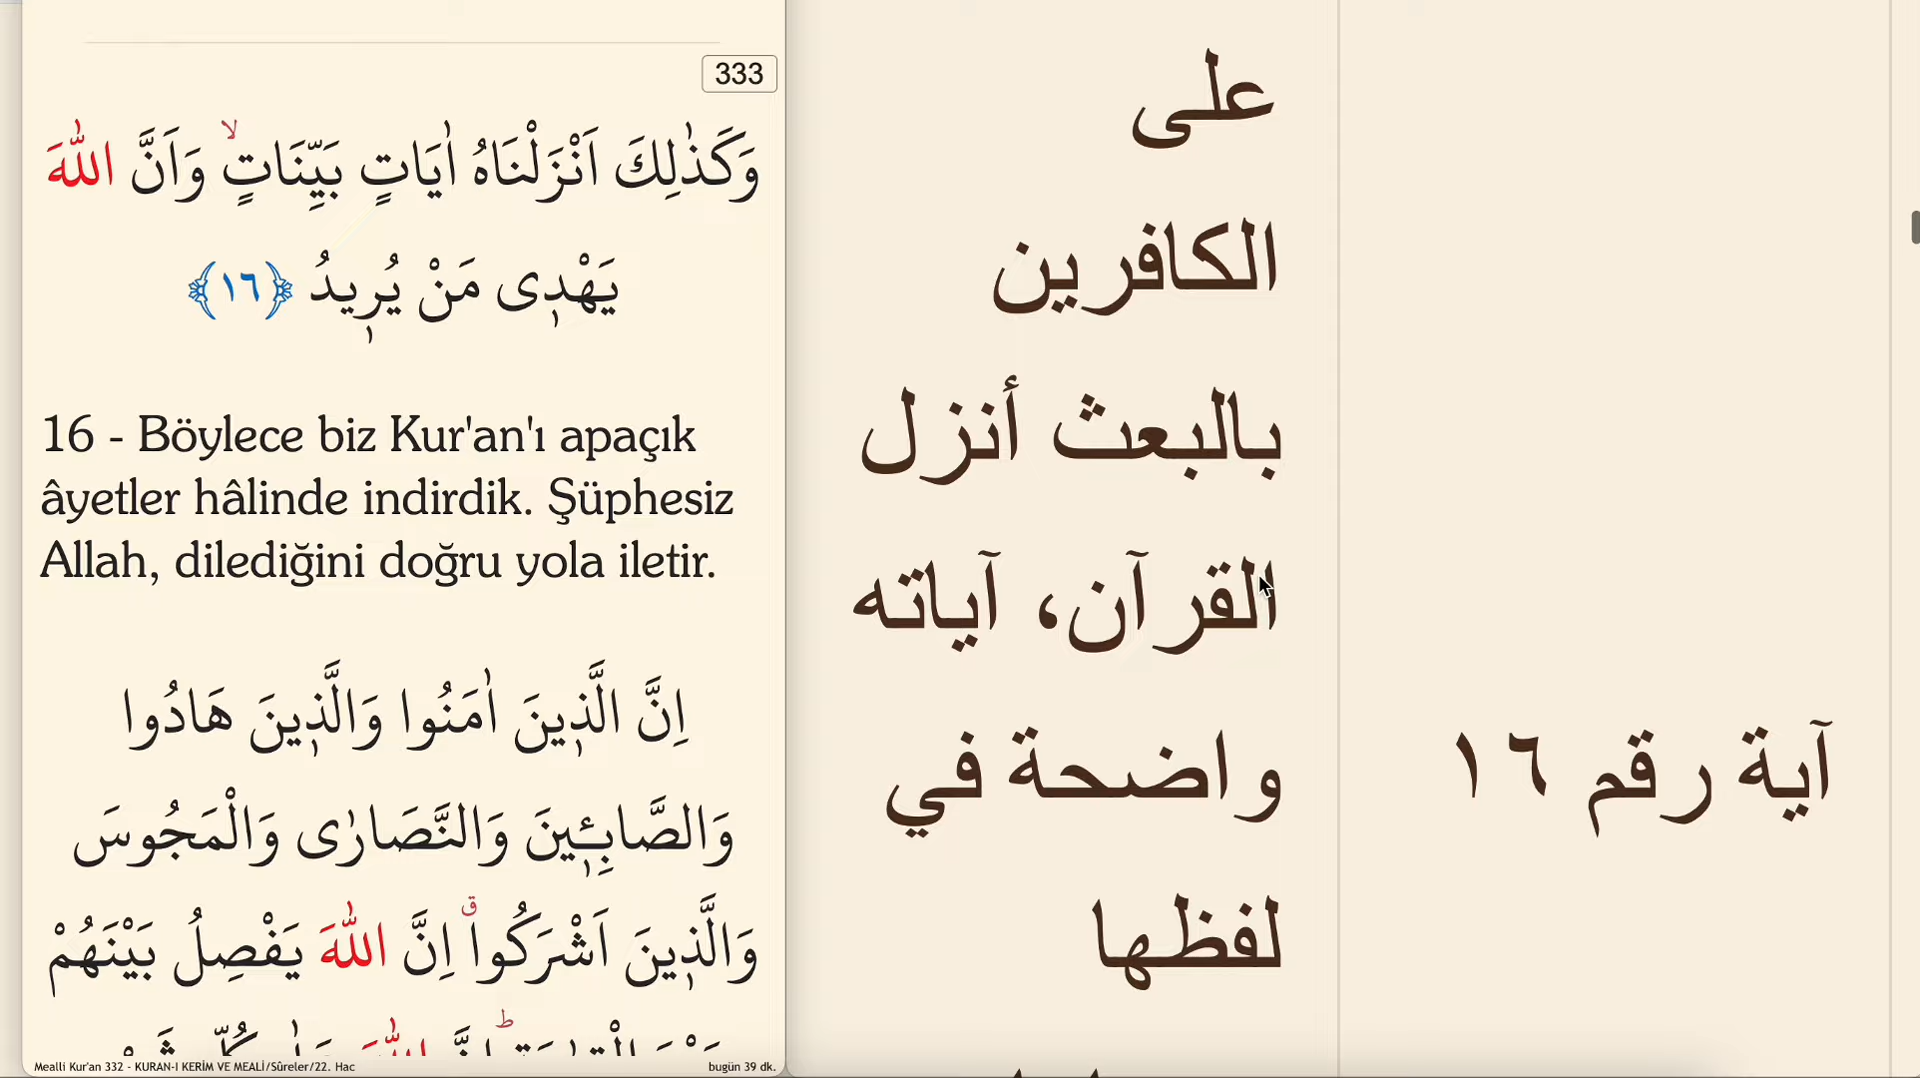 333
وَكَذٰلِكَ اَنْزَلْنَاهُ اٰيَاتٍ بَيِّنَاتٍۙ وَاَنَّ اللّٰهَ
يَهْدٖى مَنْ يُرٖيدُ ﴿١٦﴾
16 - Böylece biz Kur'an'ı apaçık
âyetler hâlinde indirdik. Şüphesiz
Allah, dilediğini doğru yola iletir.
اِنَّ الَّذٖينَ اٰمَنُوا وَالَّذٖينَ هَادُوا
وَالصَّابِـٖٔينَ وَالنَّصَارٰى وَالْمَجُوسَ
وَالَّذٖينَ اَشْرَكُواۗ اِنَّ اللّٰهَ يَفْصِلُ بَيْنَهُمْ
Mealli Kur'an 332 - KURAN-I KERİM VE MEALİ/Sûreler/22. Hac
bugün 39 dk.
على
الكافرين
بالبعث أنزل
القرآن، آياته
واضحة في
لفظها
آية رقم ١٦